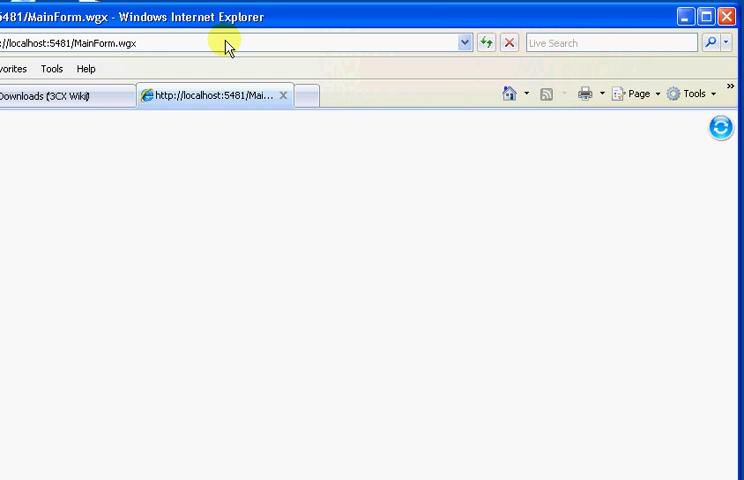 5481/MainForm.wgx - Windows Internet Explorer
://localhost:5481/MainForm.wgx
Live Search
vorites Tools Help
Downloads (3CX Wiki)
http://localhost:5481/Mai...
Page
Tools